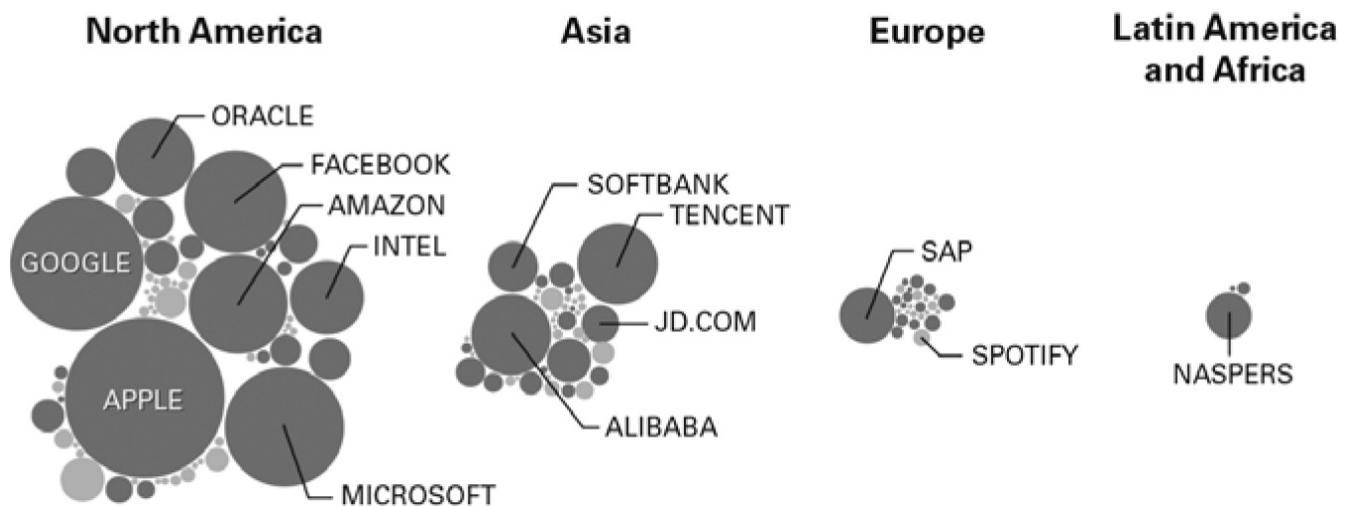 North America
Asia
Europe
Latin America
and Africa
ORACLE
FACEBOOK
AMAZON
INTEL
GOOGLE
APPLE
MICROSOFT
SOFTBANK
TENCENT
JD.COM
ALIBABA
SAP
SPOTIFY
NASPERS